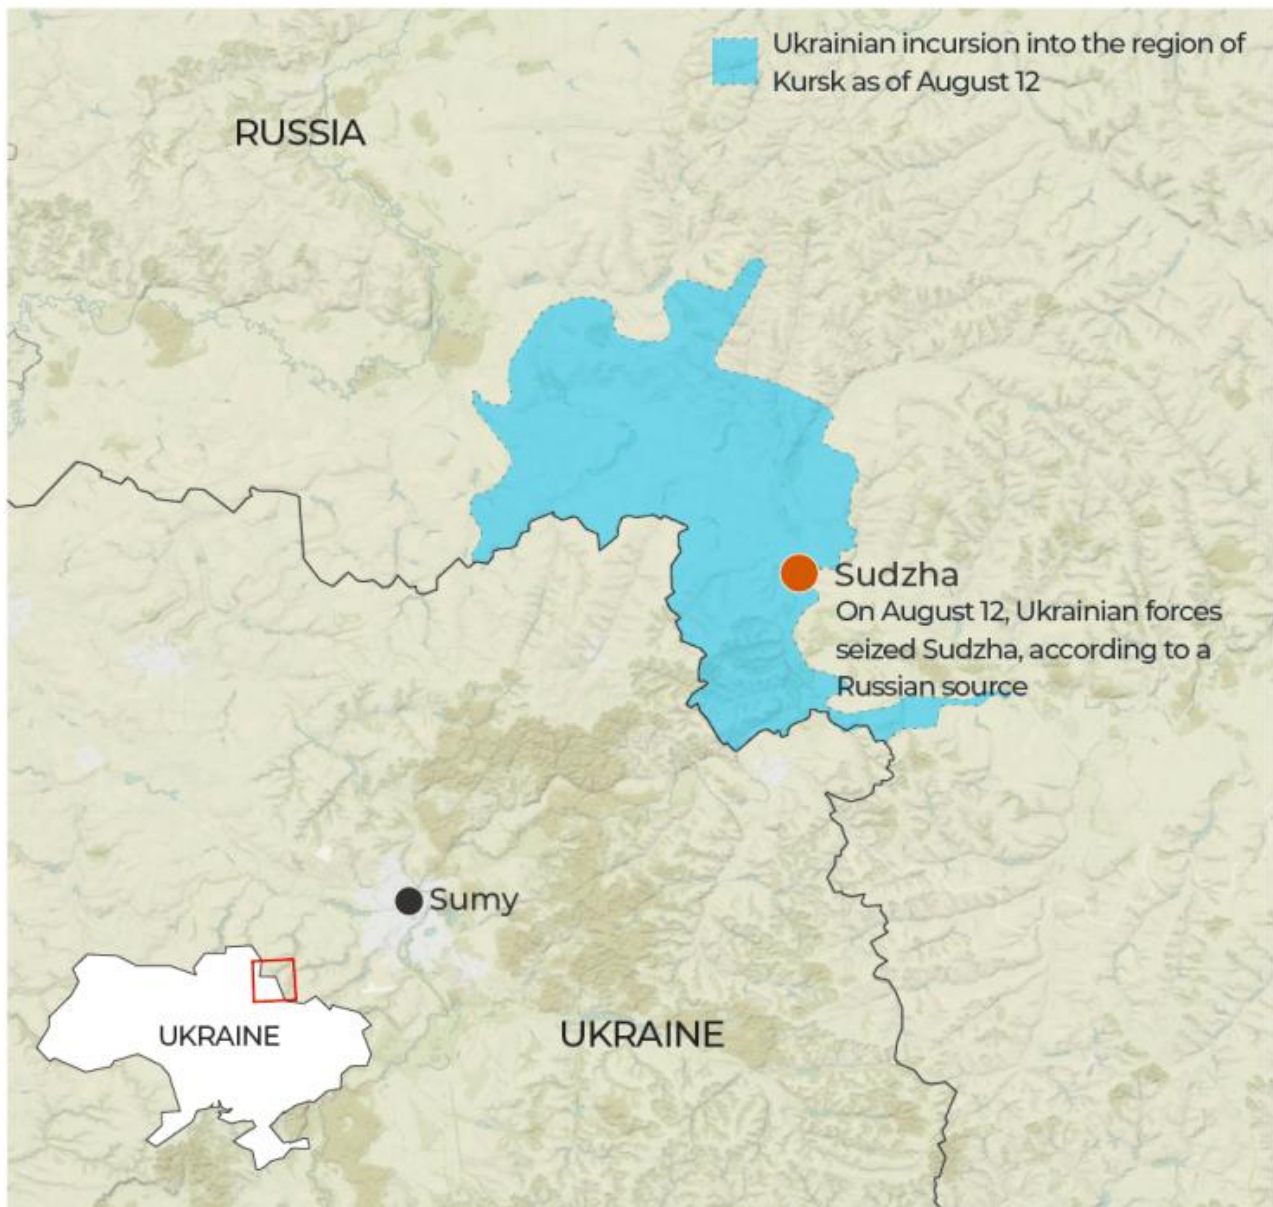 Ukrainian incursion into the region of
Kursk as of August 12
RUSSIA
Sudzha
On August 12, Ukrainian forces
seized Sudzha, according to a
Russian source
Sumy
UKRAINE
UKRAINE